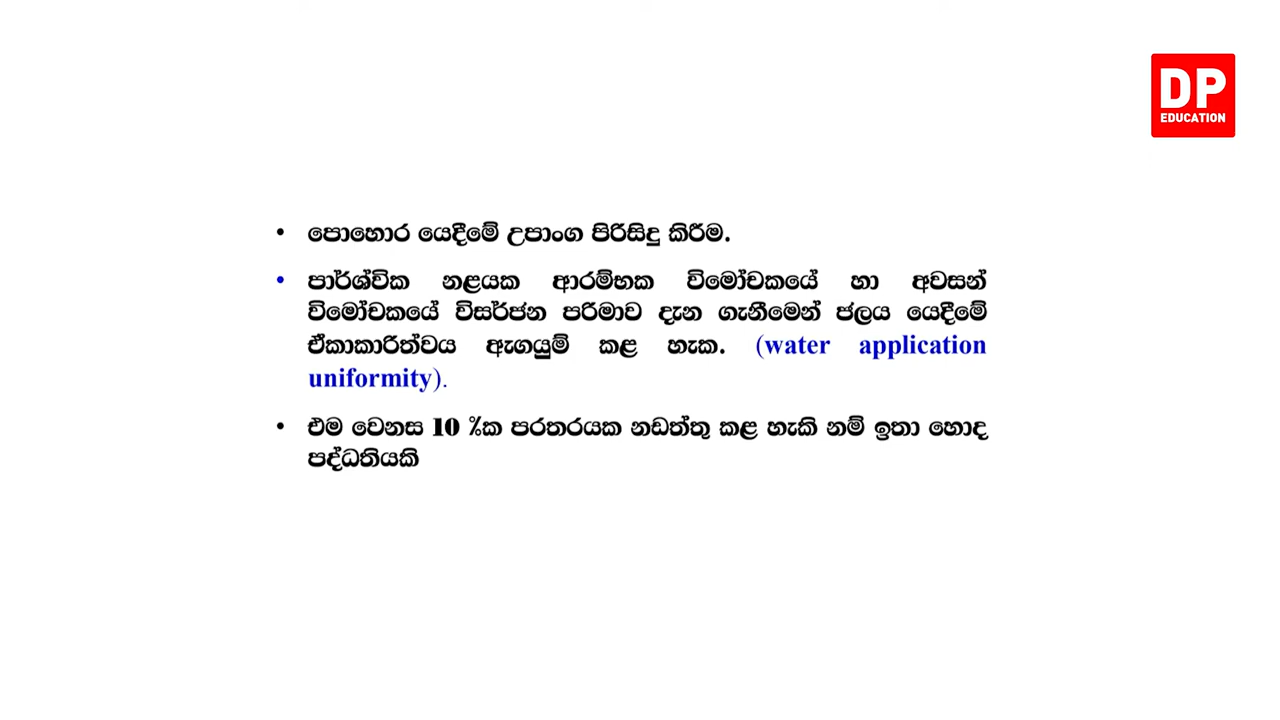 DP
EDUCATION
• පොහොර යෙදීමේ උපාංග පිරිසිදු කිරීම.
• පාර්ශ්වික නළයක ආරම්භක විමෝචකයේ හා අවසන්
විමෝචකයේ විසර්ජන පරිමාව දැන ගැනීමෙන් ජලය යෙදීමේ
ඒකාකාරිත්වය ඇගයුම් කළ හැක. (water application
uniformity).
• එම වෙනස 10 %ක පරතරයක නඩත්තු කළ හැකි නම් ඉතා හොද
පද්ධතියකි